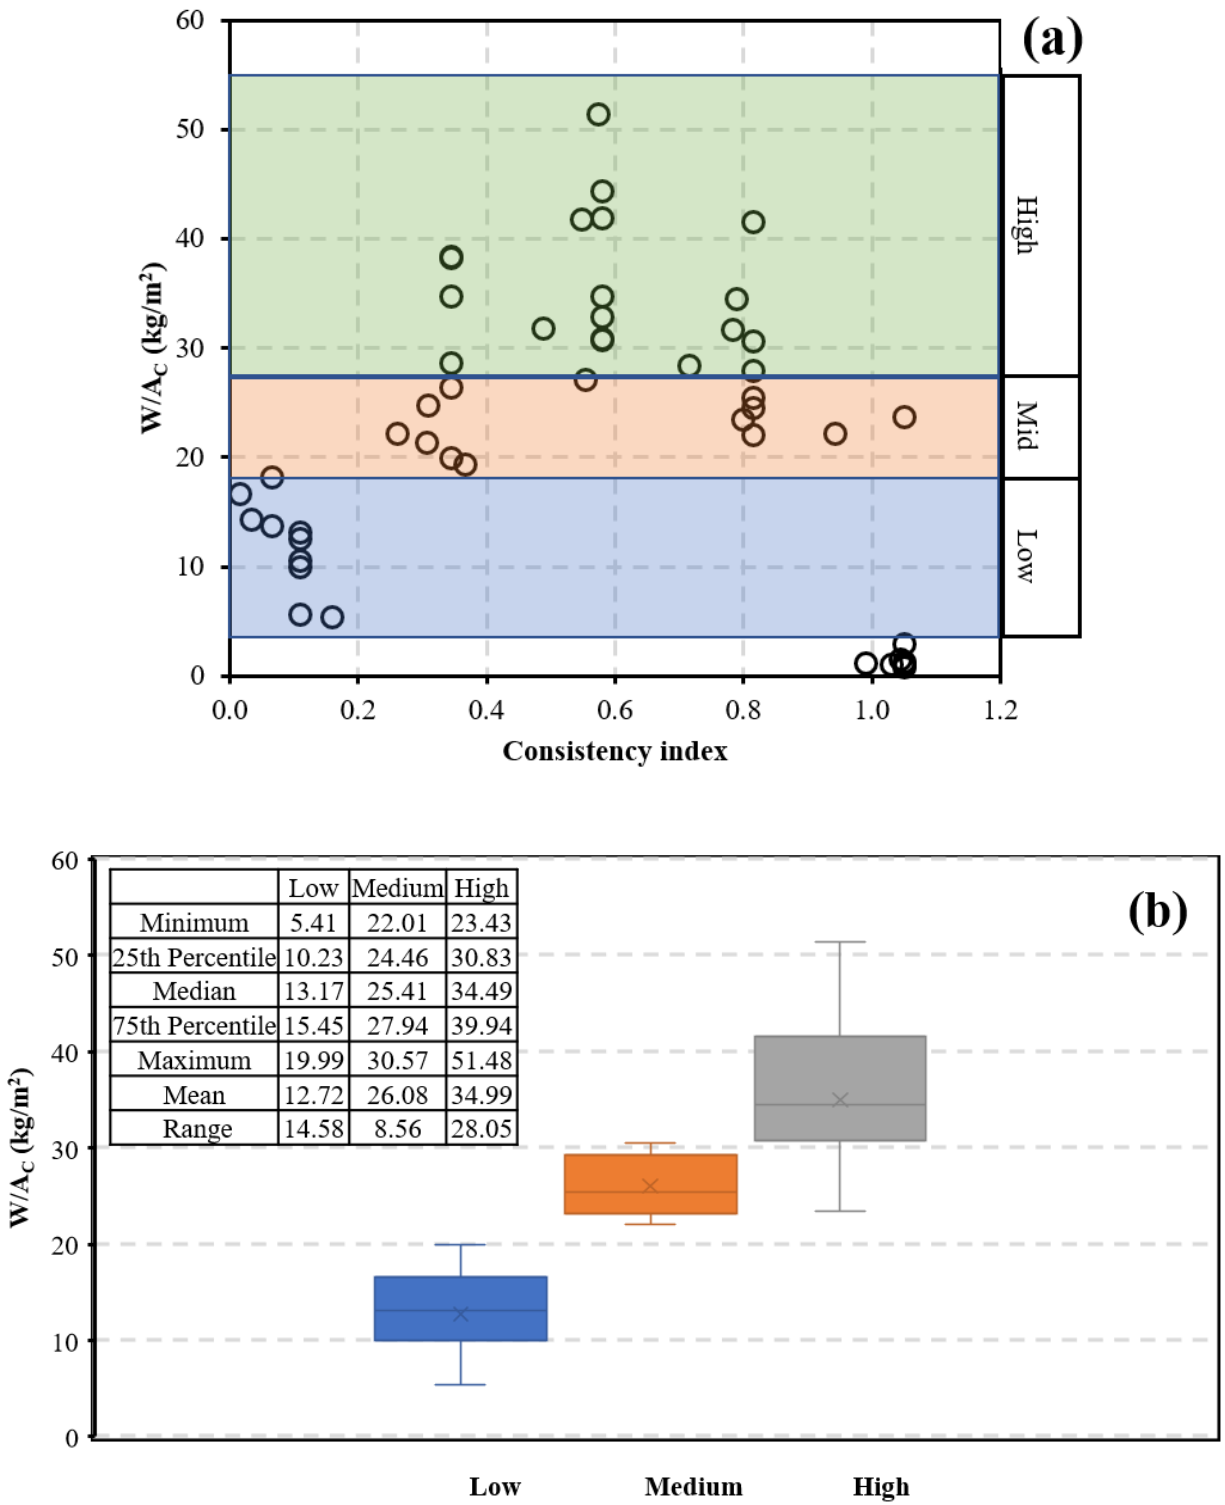 (a)
60
50
40
30
20
10
0
W/AC (kg/m²)
High
Mid
Low
0.0 0.2 0.4 0.6 0.8 1.0 1.2
Consistency index
(b)
60
50
40
30
20
10
0
W/AC (kg/m²)
Low Medium High
Minimum 5.41 22.01 23.43
25th Percentile 10.23 24.46 30.83
Median 13.17 25.41 34.49
75th Percentile 15.45 27.94 39.94
Maximum 19.99 30.57 51.48
Mean 12.72 26.08 34.99
Range 14.58 8.56 28.05
Low Medium High